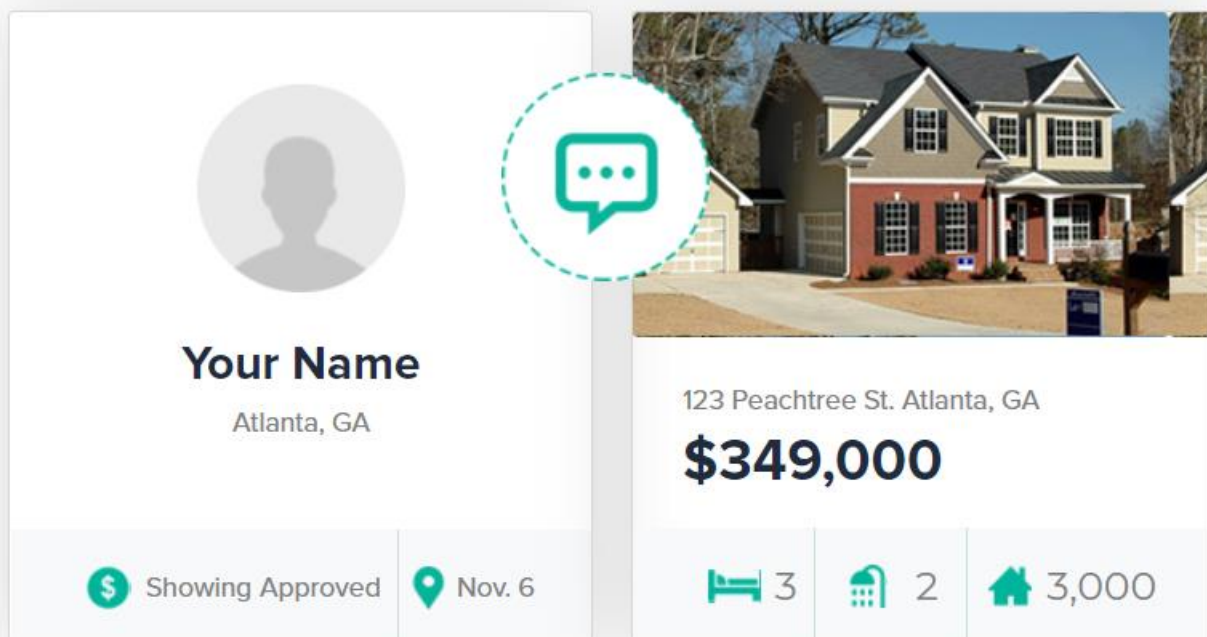 Your Name
Atlanta, GA
Showing Approved
Nov. 6
123 Peachtree St. Atlanta, GA
$349,000
3
2
3,000